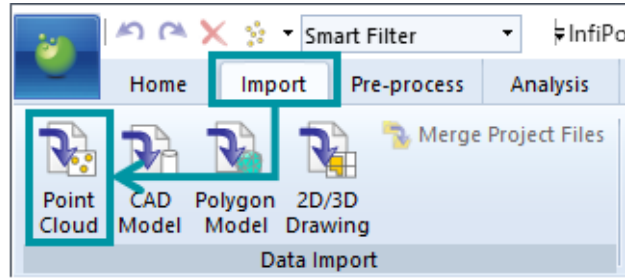 Smart Filter
InfiPo
Home Import Pre-process Analysis
Point Cloud
CAD Model
Polygon Model
2D/3D Drawing
Merge Project Files
Data Import